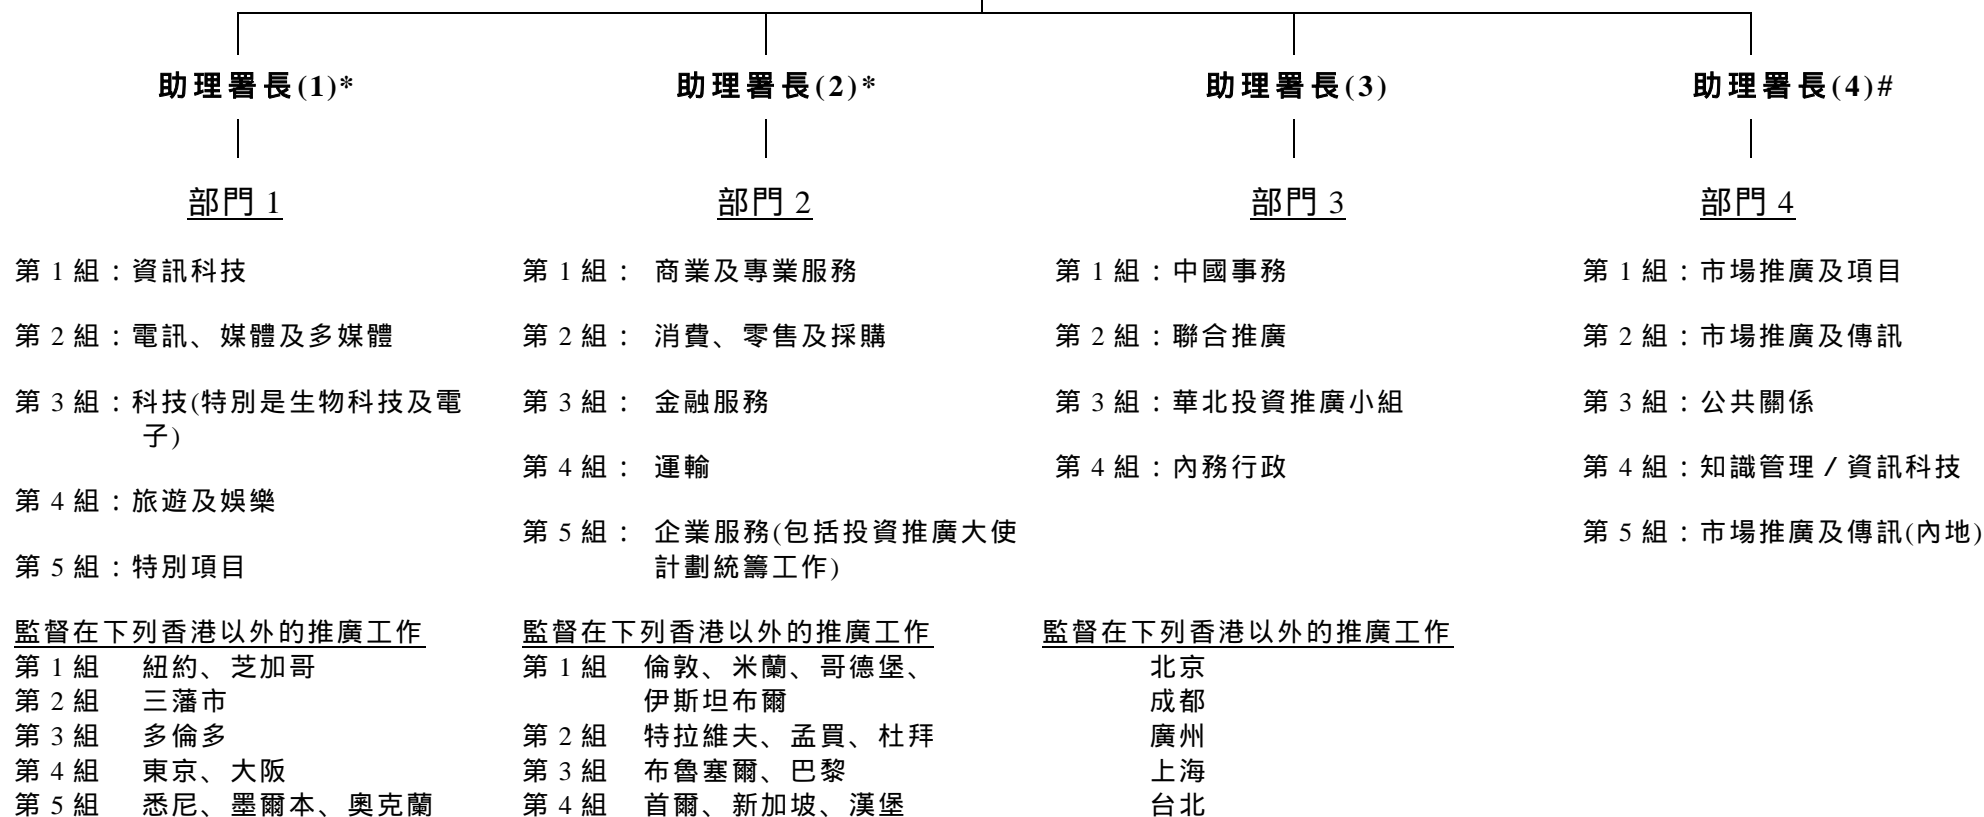 助理署長(1)*
助理署長(2)*
助理署長(3)
助理署長(4)#
部門 1
部門 2
部門 3
部門 4
第 1 組：資訊科技
第 2 組：電訊、媒體及多媒體
第 3 組：科技(特別是生物科技及電
子)
第 4 組：旅遊及娛樂
第 5 組：特別項目
監督在下列香港以外的推廣工作
第 1 組 紐約、芝加哥
第 2 組 三藩市
第 3 組 多倫多
第 4 組 東京、大阪
第 5 組 悉尼、墨爾本、奧克蘭
第 1 組： 商業及專業服務
第 2 組： 消費、零售及採購
第 3 組： 金融服務
第 4 組： 運輸
第 5 組： 企業服務(包括投資推廣大使
計劃統籌工作)
監督在下列香港以外的推廣工作
第 1 組 倫敦、米蘭、哥德堡、
伊斯坦布爾
第 2 組 特拉維夫、孟買、杜拜
第 3 組 布魯塞爾、巴黎
第 4 組 首爾、新加坡、漢堡
第 1 組：中國事務
第 2 組：聯合推廣
第 3 組：華北投資推廣小組
第 4 組：內務行政
監督在下列香港以外的推廣工作
北京
成都
廣州
上海
台北
第 1 組：市場推廣及項目
第 2 組：市場推廣及傳訊
第 3 組：公共關係
第 4 組：知識管理／資訊科技
第 5 組：市場推廣及傳訊(內地)